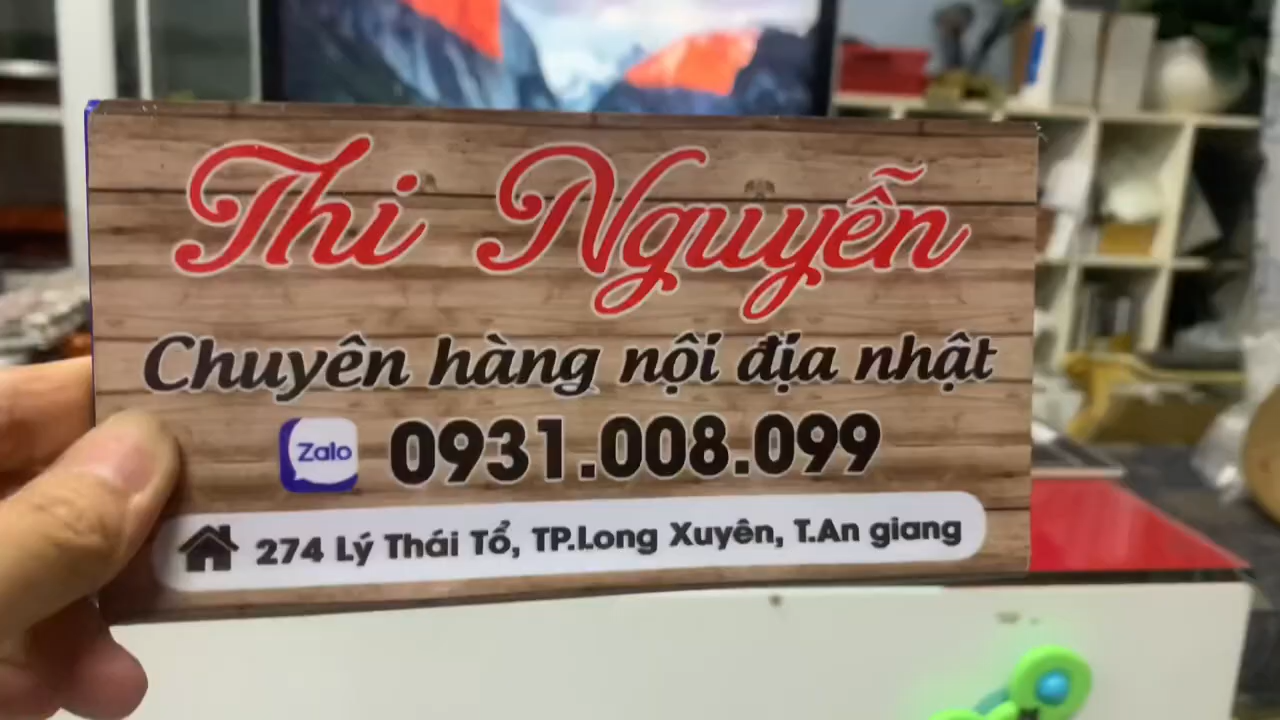 Thi Nguyễn
Chuyên hàng nội địa nhật
Zalo 0931.008.099
274 Lý Thái Tổ, TP.Long Xuyên, T.An giang